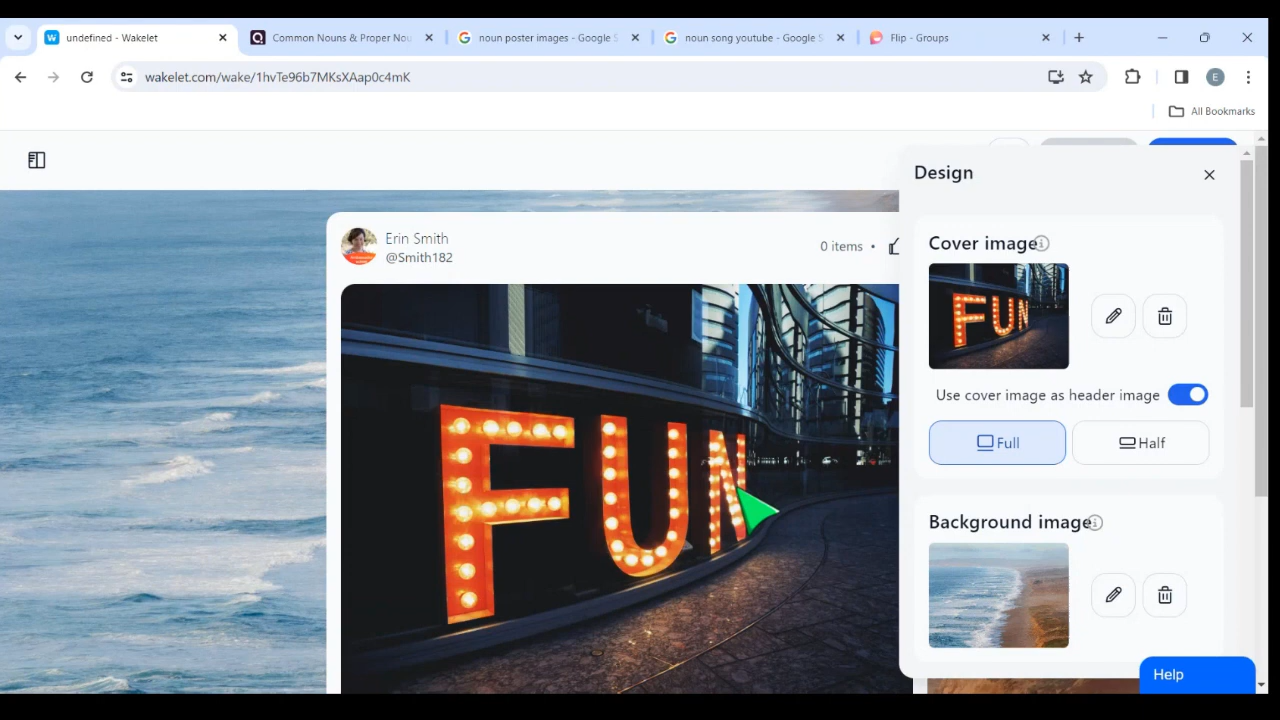 undefined - Wakelet
Common Nouns & Proper Nou
noun poster images - Google S
noun song youtube - Google S
Flip - Groups
wakelet.com/wake/1hvTe96b7MKsXAap0c4mK
E
All Bookmarks
Design
Erin Smith
@Smith182
0 items •
Cover image
FUN
FUN
Use cover image as header image
Full
Half
Background image
Help